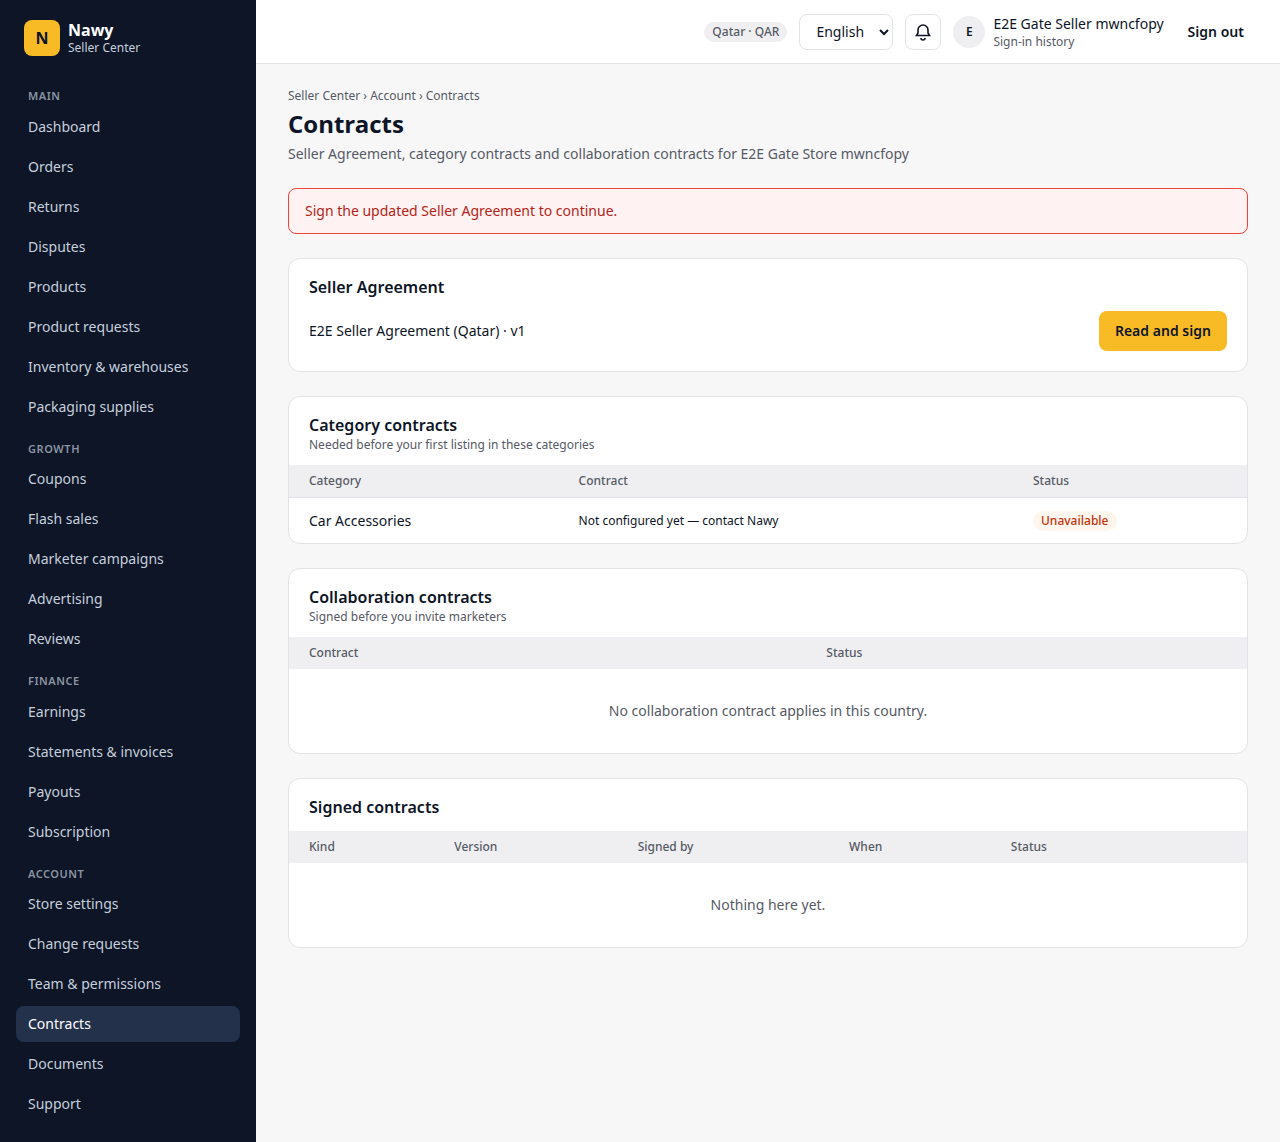 N
Nawy
Seller Center
MAIN
Dashboard
Orders
Returns
Disputes
Products
Product requests
Inventory & warehouses
Packaging supplies
GROWTH
Coupons
Flash sales
Marketer campaigns
Advertising
Reviews
FINANCE
Earnings
Statements & invoices
Payouts
Subscription
ACCOUNT
Store settings
Change requests
Team & permissions
Contracts
Documents
Support
Qatar · QAR
English
E
E2E Gate Seller mwncfopy
Sign-in history
Sign out
Seller Center › Account › Contracts
Contracts
Seller Agreement, category contracts and collaboration contracts for E2E Gate Store mwncfopy
Sign the updated Seller Agreement to continue.
Seller Agreement
E2E Seller Agreement (Qatar) · v1
Read and sign
Category contracts
Needed before your first listing in these categories
Category Contract Status
Car Accessories Not configured yet — contact Nawy Unavailable
Collaboration contracts
Signed before you invite marketers
Contract Status
No collaboration contract applies in this country.
Signed contracts
Kind Version Signed by When Status
Nothing here yet.